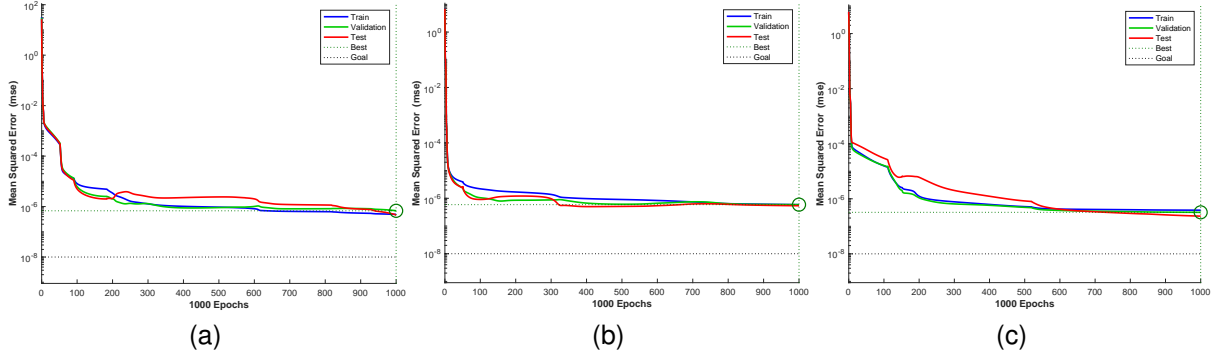 10^2
10^0
10^-2
10^-4
10^-6
10^-8
Mean Squared Error (mse)
Train
Validation
Test
Best
Goal
0 100 200 300 400 500 600 700 800 900 1000
1000 Epochs
(a)
10^0
10^-2
10^-4
10^-6
10^-8
Mean Squared Error (mse)
Train
Validation
Test
Best
Goal
0 100 200 300 400 500 600 700 800 900 1000
1000 Epochs
(b)
10^0
10^-2
10^-4
10^-6
10^-8
Mean Squared Error (mse)
Train
Validation
Test
Best
Goal
0 100 200 300 400 500 600 700 800 900 1000
1000 Epochs
(c)